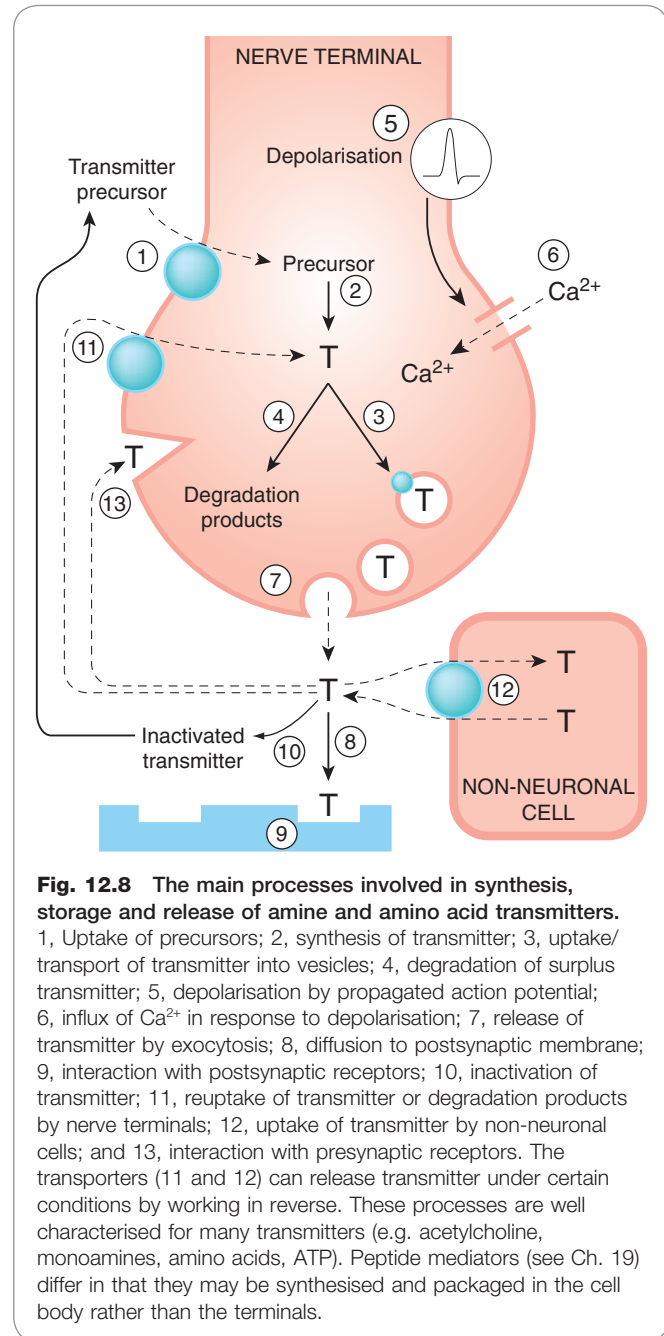 NERVE TERMINAL
5
Depolarisation
Transmitter
precursor
6
1
Precursor
Ca²⁺
2
11
T
Ca²⁺
4
3
T
13
Degradation
products
T
T
7
T
12
T
T
Inactivated
transmitter
10
8
NON-NEURONAL
CELL
T
9
Fig. 12.8 The main processes involved in synthesis,
storage and release of amine and amino acid transmitters.
1, Uptake of precursors; 2, synthesis of transmitter; 3, uptake/
transport of transmitter into vesicles; 4, degradation of surplus
transmitter; 5, depolarisation by propagated action potential;
6, influx of Ca²⁺ in response to depolarisation; 7, release of
transmitter by exocytosis; 8, diffusion to postsynaptic membrane;
9, interaction with postsynaptic receptors; 10, inactivation of
transmitter; 11, reuptake of transmitter or degradation products
by nerve terminals; 12, uptake of transmitter by non-neuronal
cells; and 13, interaction with presynaptic receptors. The
transporters (11 and 12) can release transmitter under certain
conditions by working in reverse. These processes are well
characterised for many transmitters (e.g. acetylcholine,
monoamines, amino acids, ATP). Peptide mediators (see Ch. 19)
differ in that they may be synthesised and packaged in the cell
body rather than the terminals.